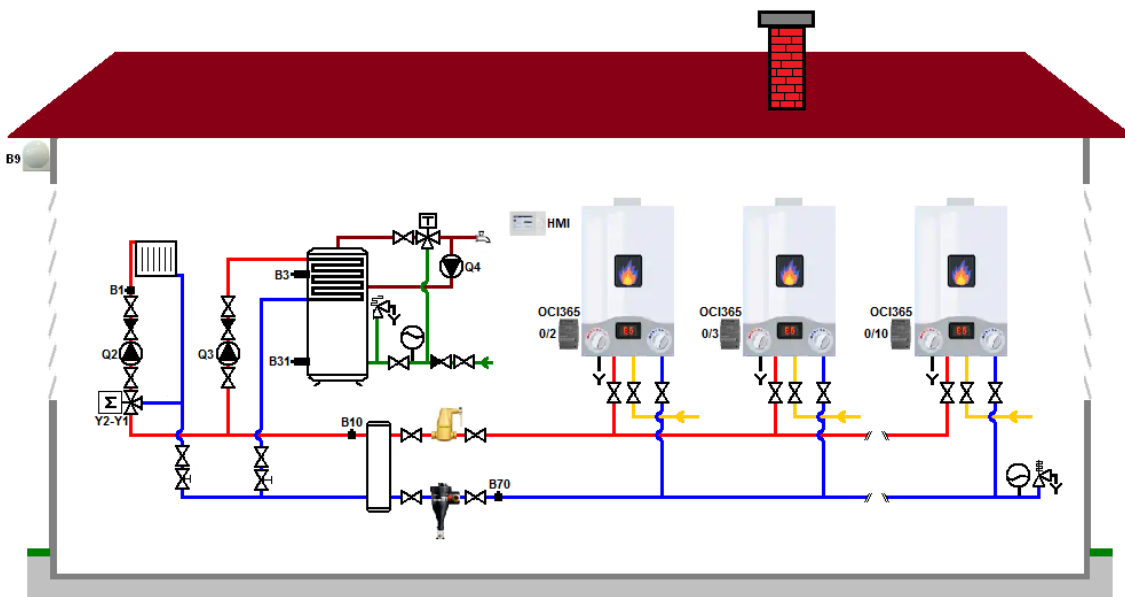 B9
HMI
T
B3
Q4
B1
OCI365
0/2
OCI365
0/3
OCI365
0/10
Q2
Q3
B31
M
Y2-Y1
B10
B70